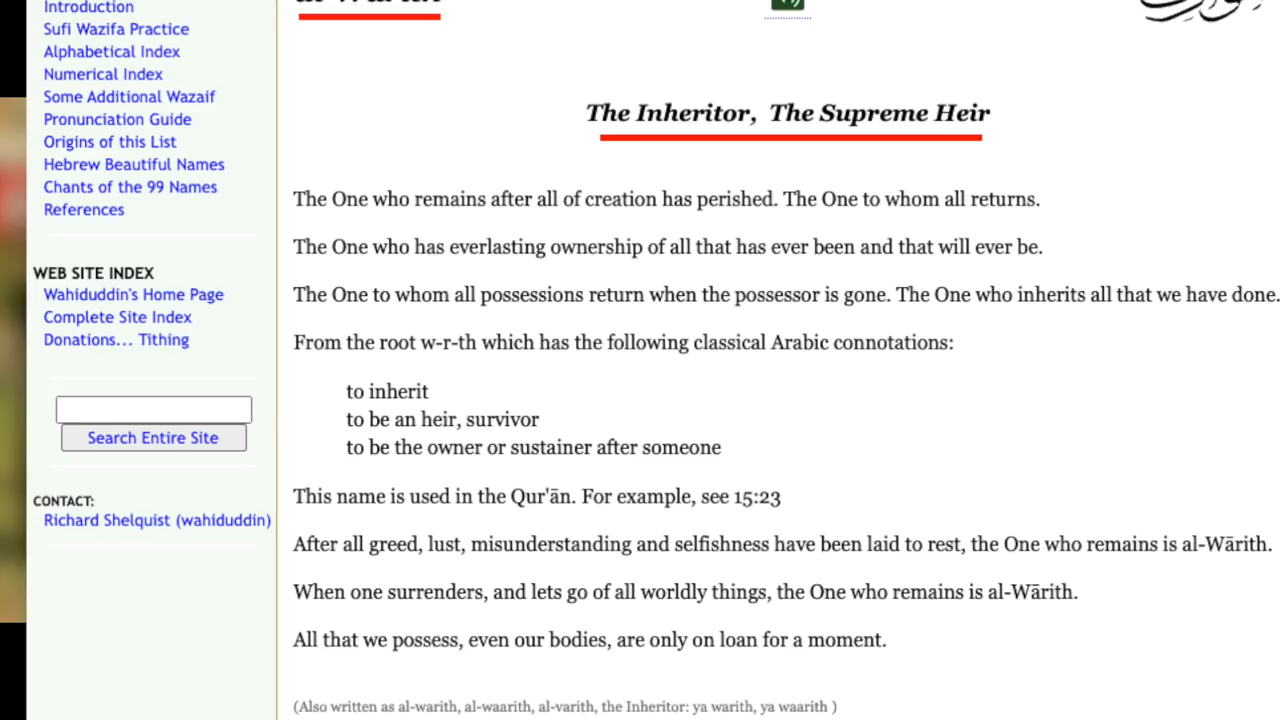 Introduction
Sufi Wazifa Practice
Alphabetical Index
Numerical Index
Some Additional Wazaif
Pronunciation Guide
Origins of this List
Hebrew Beautiful Names
Chants of the 99 Names
References
WEB SITE INDEX
Wahiduddin's Home Page
Complete Site Index
Donations... Tithing
Search Entire Site
CONTACT:
Richard Shelquist (wahiduddin)
The Inheritor, The Supreme Heir
The One who remains after all of creation has perished. The One to whom all returns.
The One who has everlasting ownership of all that has ever been and that will ever be.
The One to whom all possessions return when the possessor is gone. The One who inherits all that we have done.
From the root w-r-th which has the following classical Arabic connotations:
to inherit
to be an heir, survivor
to be the owner or sustainer after someone
This name is used in the Qur'ān. For example, see 15:23
After all greed, lust, misunderstanding and selfishness have been laid to rest, the One who remains is al-Wārith.
When one surrenders, and lets go of all worldly things, the One who remains is al-Wārith.
All that we possess, even our bodies, are only on loan for a moment.
(Also written as al-warith, al-waarith, al-varith, the Inheritor: ya warith, ya waarith )